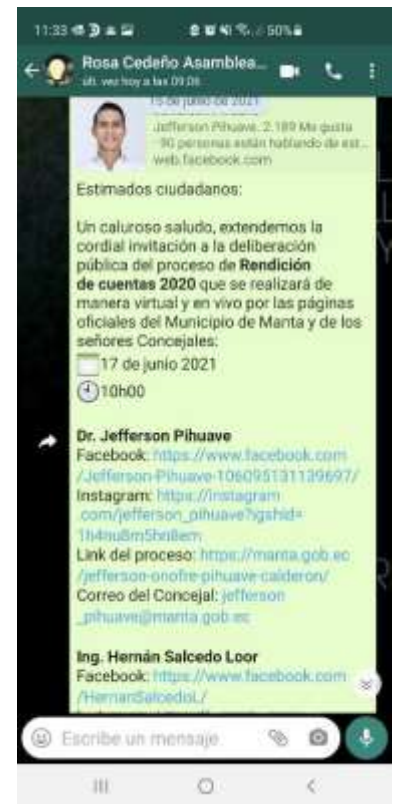 11:33
50%
Rosa Cedeño Asamblea...
últ. vez hoy a las 09:06
15 de junio de 2021
Jefferson Pihuave. 2.189 Me gusta
· 90 personas están hablando de est...
web.facebook.com
Estimados ciudadanos:
Un caluroso saludo, extendemos la
cordial invitación a la deliberación
pública del proceso de Rendición
de cuentas 2020 que se realizará de
manera virtual y en vivo por las páginas
oficiales del Municipio de Manta y de los
señores Concejales:
17 de junio 2021
10h00
Dr. Jefferson Pihuave
Facebook: https://www.facebook.com
/Jefferson-Pihuave-106095131139697/
Instagram: https://instagram
.com/jefferson_pihuave?igshid=
Link del proceso: https://manta.gob.ec
/jefferson-onofre-pihuave-calderon/
Correo del Concejal: jefferson
_pihuave@manta.gob.ec
Ing. Hernán Salcedo Loor
Facebook: https://www.facebook.com
/HernanSalcedoL/
Escribe un mensaje